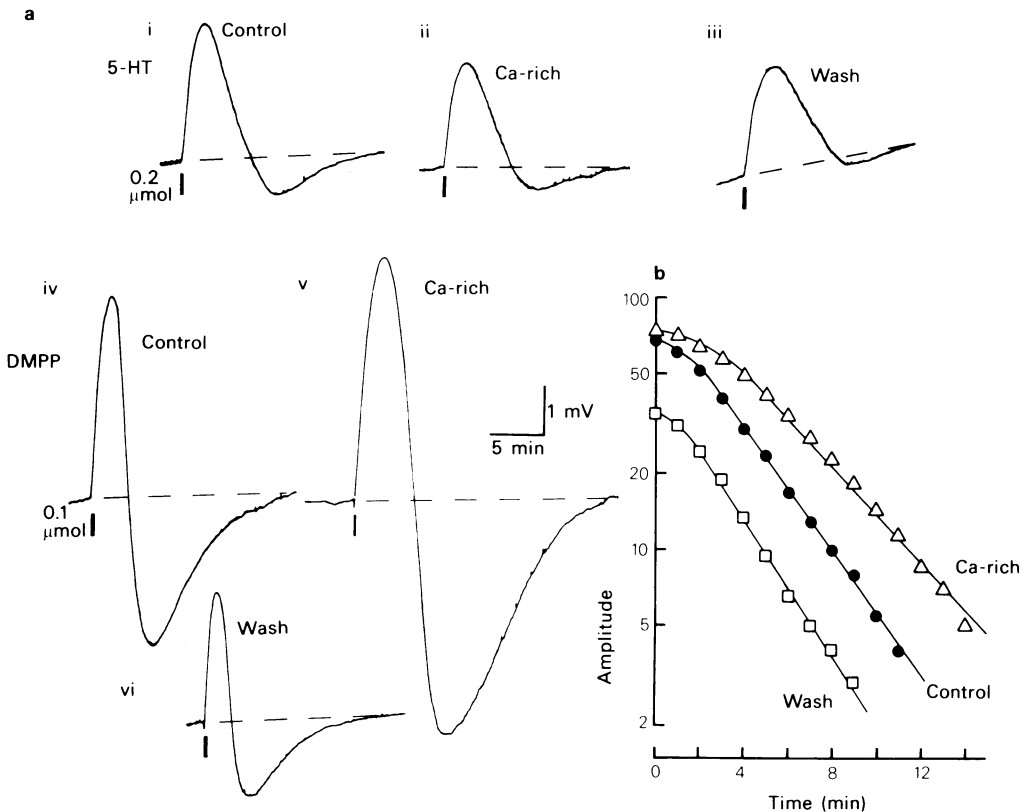 a
i
Control
5-HT
0.2
μmol
ii
Ca-rich
iii
Wash
iv
DMPP
Control
0.1
μmol
v
Ca-rich
1 mV
5 min
vi
Wash
b
100
50
20
10
5
2
Amplitude
Ca-rich
Control
Wash
0 4 8 12
Time (min)